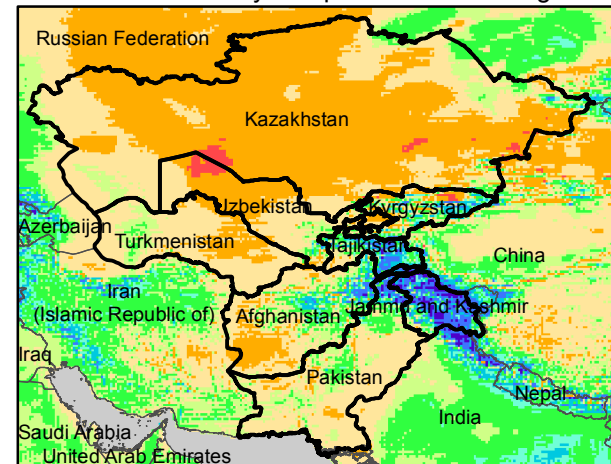 Russian Federation
Kazakhstan
Uzbekistan
Kyrgyzstan
Azerbaijan
Turkmenistan
Tajikistan
China
Iran
(Islamic Republic of)
Afghanistan
Jammu and Kashmir
Iraq
Pakistan
Nepal
India
Saudi Arabia
United Arab Emirates